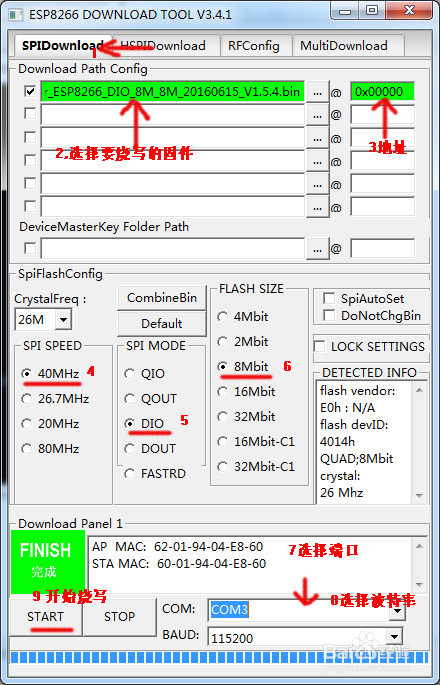 ESP8266 DOWNLOAD TOOL V3.4.1
SPIDownload HSPIDownload RFConfig MultiDownload
1
Download Path Config
r_ESP8266_DIO_8M_8M_20160615_V1.5.4.bin ... @ 0x00000
... @
2,选择要烧写的固件 3地址
... @
... @
... @
... @
DeviceMasterKey Folder Path
... @
SpiFlashConfig
CrystalFreq :
26M
CombineBin
Default
SPI SPEED
40MHz 4
26.7MHz
20MHz
80MHz
SPI MODE
QIO
QOUT
DIO
5
DOUT
FASTRD
FLASH SIZE
4Mbit
2Mbit
8Mbit 6
16Mbit
32Mbit
16Mbit-C1
32Mbit-C1
SpiAutoSet
DoNotChgBin
LOCK SETTINGS
DETECTED INFO
flash vendor:
E0h : N/A
flash devID:
4014h
QUAD;8Mbit
crystal:
26 Mhz
Download Panel 1
FINISH
完成
AP MAC: 62-01-94-04-E8-60
STA MAC: 60-01-94-04-E8-60
7选择端口
9 开始烧写
8选择波特率
START STOP
COM: COM3
BAUD: 115200